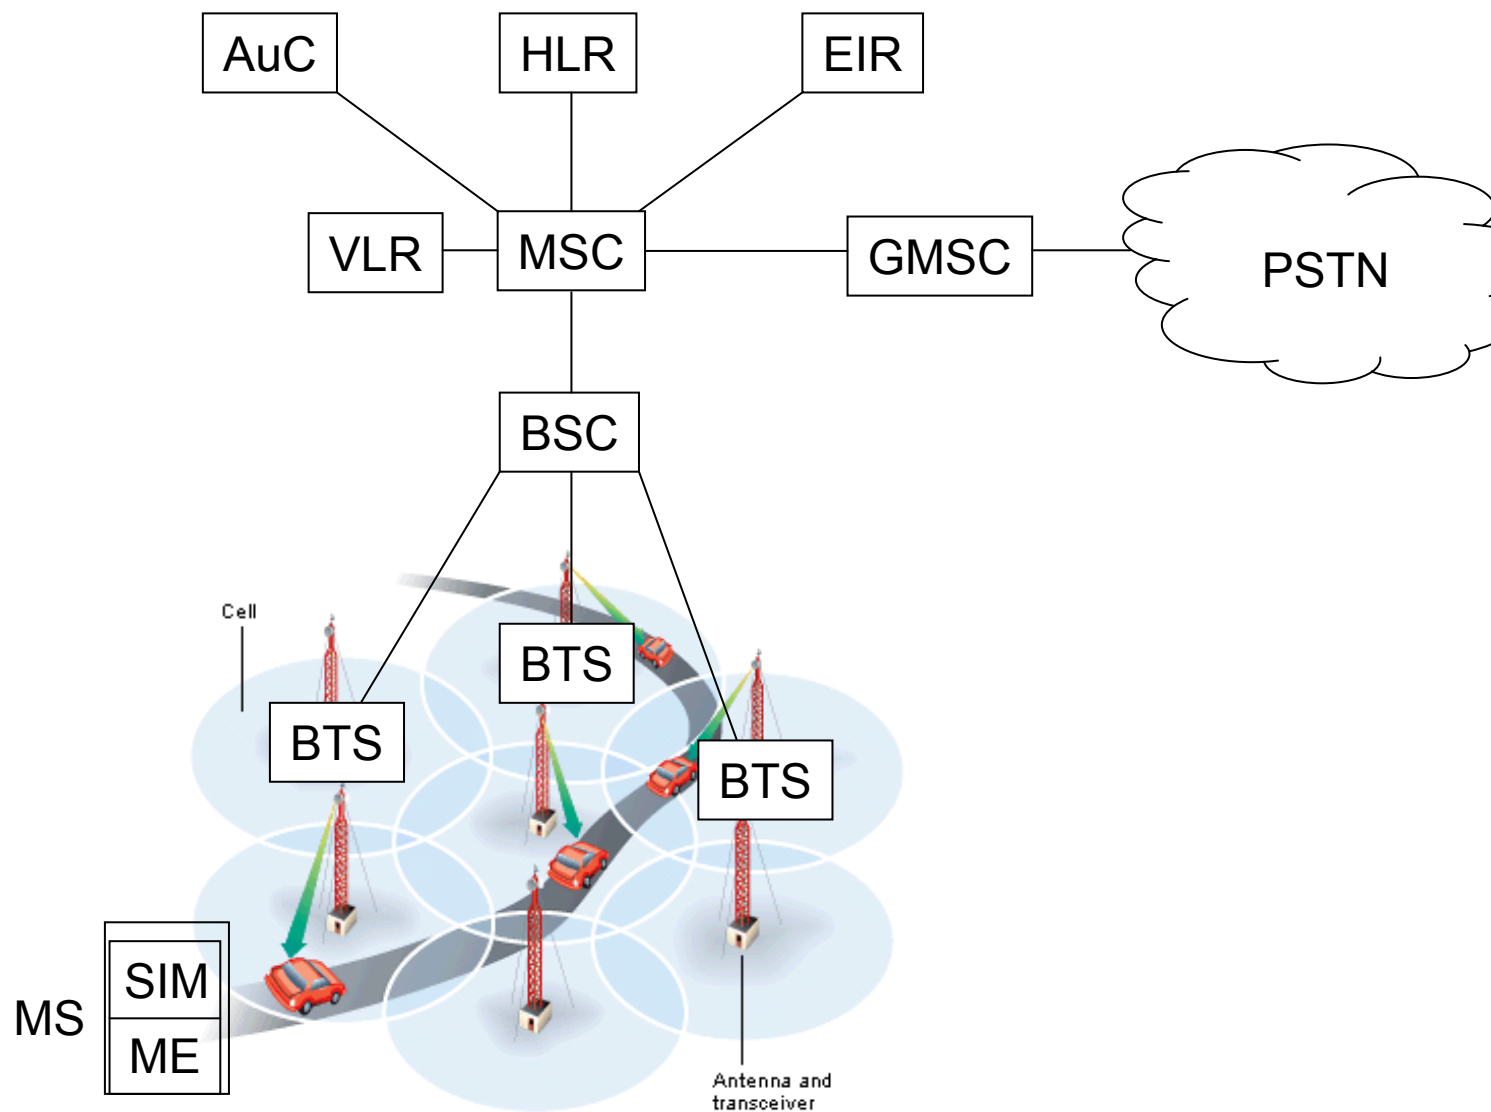 AuC
HLR
EIR
VLR
MSC
GMSC
PSTN
BSC
Cell
BTS
BTS
BTS
SIM
MS
ME
Antenna and
transceiver